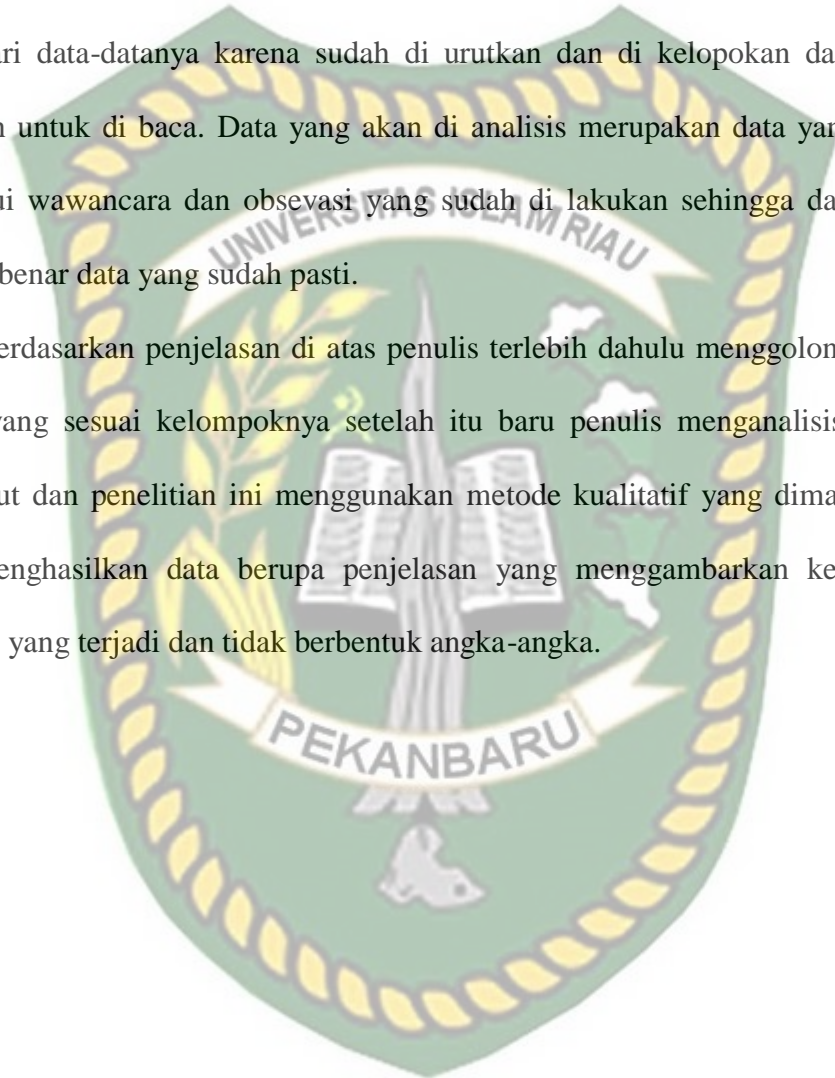 ari data-datanya karena sudah di urutkan dan di kelopokan da
n untuk di baca. Data yang akan di analisis merupakan data yan
ui wawancara dan obsevasi yang sudah di lakukan sehingga da
benar data yang sudah pasti.
erdasarkan penjelasan di atas penulis terlebih dahulu menggolon
yang sesuai kelompoknya setelah itu baru penulis menganalisis
ut dan penelitian ini menggunakan metode kualitatif yang dima
enghasilkan data berupa penjelasan yang menggambarkan ke
yang terjadi dan tidak berbentuk angka-angka.
UNIVERSITAS ISLAM RIAU
PEKANBARU